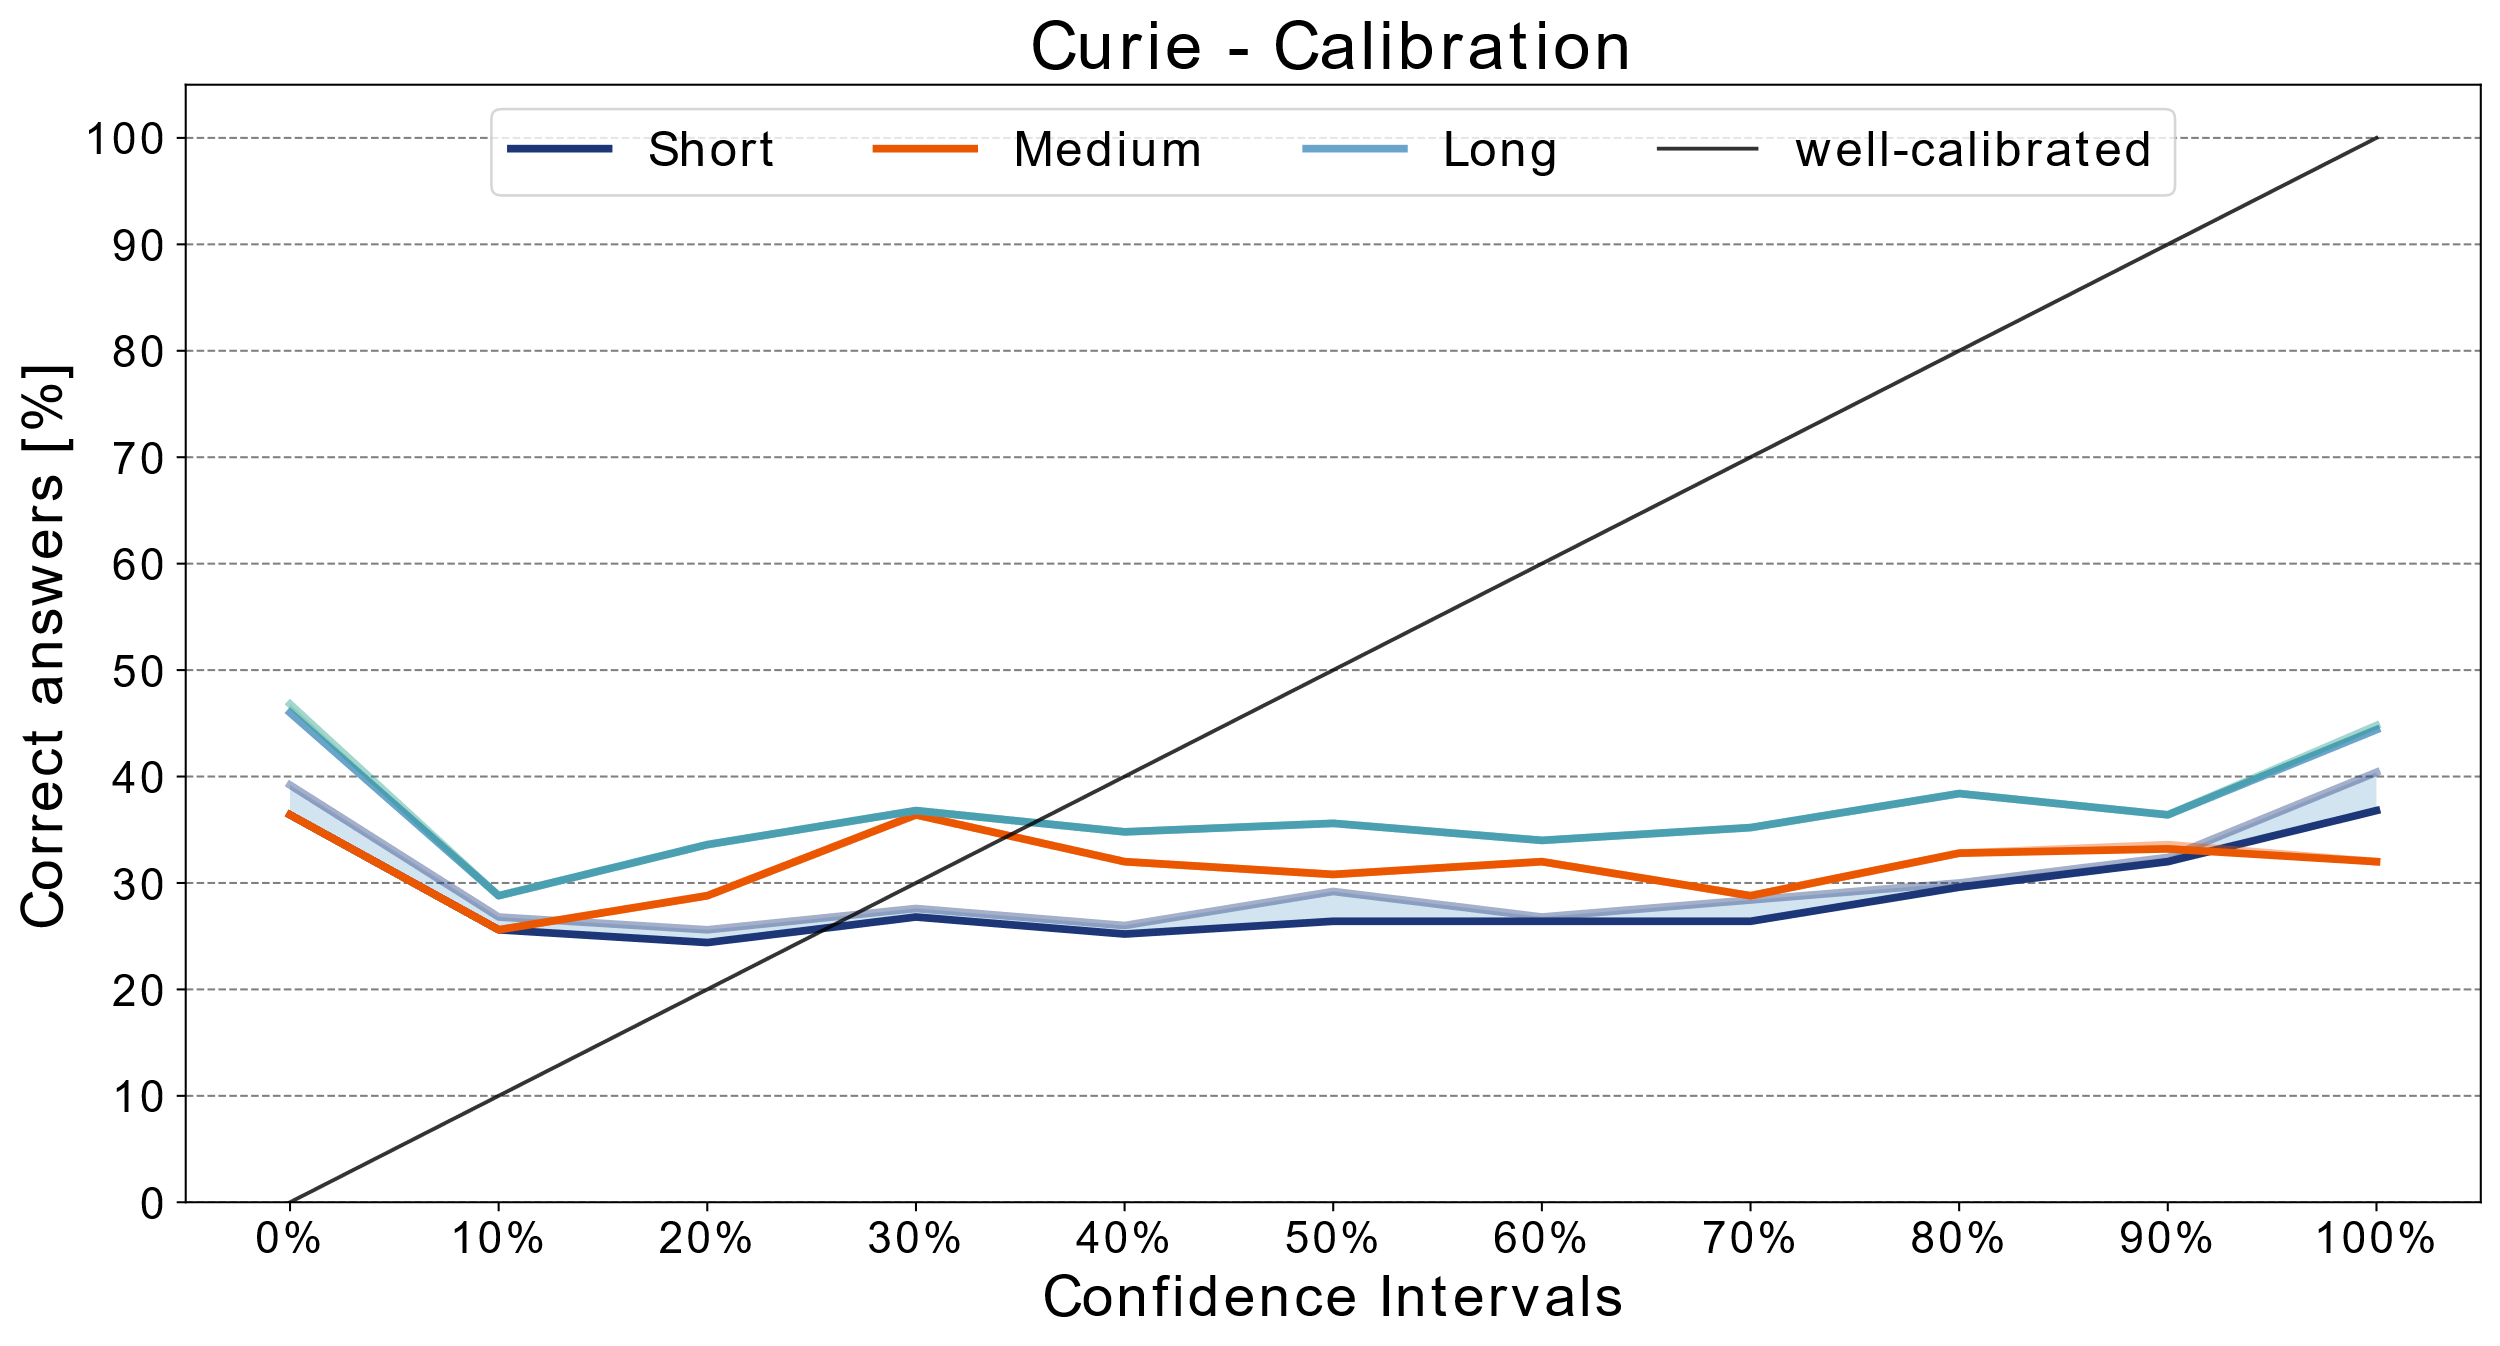 Curie - Calibration
Short Medium Long well-calibrated
Correct answers [%]
100
90
80
70
60
50
40
30
20
10
0
0% 10% 20% 30% 40% 50% 60% 70% 80% 90% 100%
Confidence Intervals